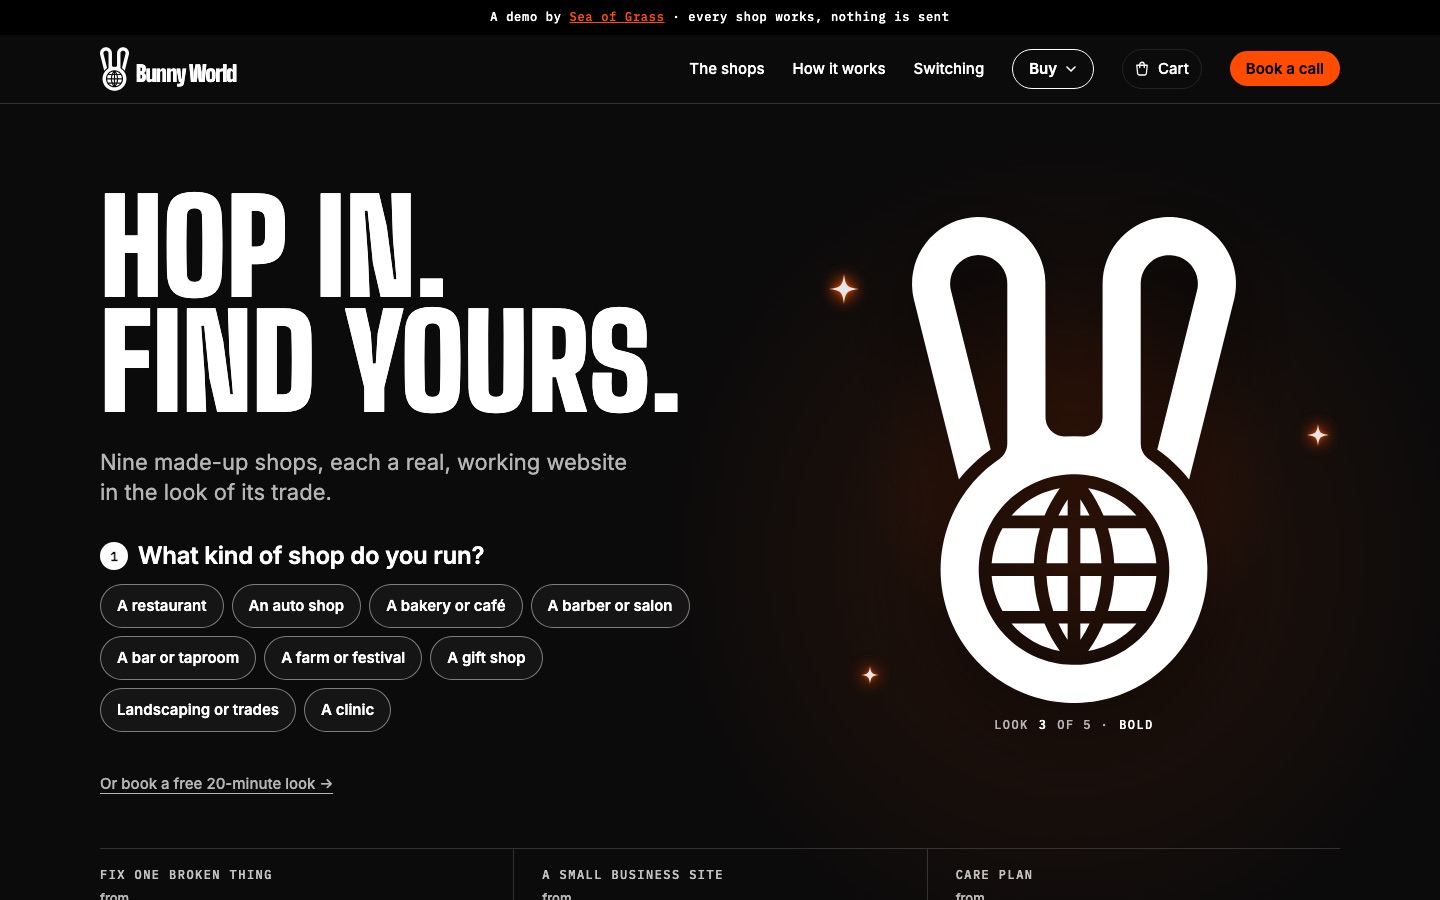 A demo by Sea of Grass · every shop works, nothing is sent
Bunny World
The shops
How it works
Switching
Buy
Cart
Book a call
HOP IN.
FIND YOURS.
Nine made-up shops, each a real, working website
in the look of its trade.
1 What kind of shop do you run?
A restaurant
An auto shop
A bakery or café
A barber or salon
A bar or taproom
A farm or festival
A gift shop
Landscaping or trades
A clinic
LOOK 3 OF 5 · BOLD
Or book a free 20-minute look →
FIX ONE BROKEN THING
from
A SMALL BUSINESS SITE
from
CARE PLAN
from